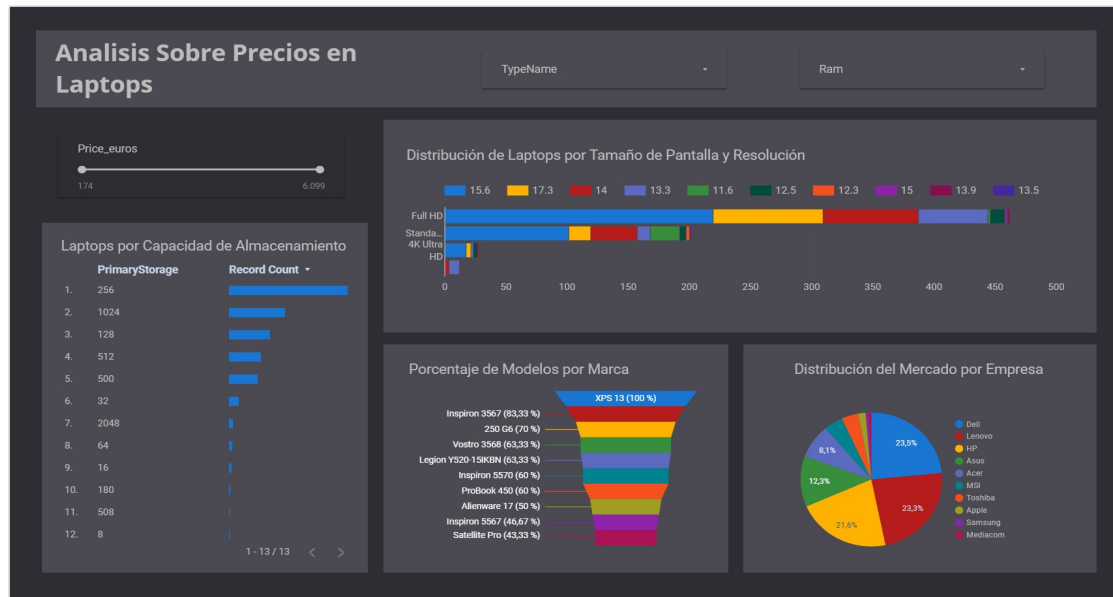 Analisis Sobre Precios en
Laptops
TypeName
Ram
Price_euros
174
6.099
Distribución de Laptops por Tamaño de Pantalla y Resolución
15.6 17.3 14 13.3 11.6 12.5 12.3 15 13.9 13.5
Full HD
Standa...
4K Ultra
HD
0 50 100 150 200 250 300 350 400 450 500
Laptops por Capacidad de Almacenamiento
PrimaryStorage Record Count
1. 256
2. 1024
3. 128
4. 512
5. 500
6. 32
7. 2048
8. 64
9. 16
10. 180
11. 508
12. 8
1 - 13 / 13
Porcentaje de Modelos por Marca
XPS 13 (100 %)
Inspiron 3567 (83,33 %)
250 G6 (70 %)
Vostro 3568 (63,33 %)
Legion Y520-15IKBN (63,33 %)
Inspiron 5570 (60 %)
ProBook 450 (60 %)
Alienware 17 (50 %)
Inspiron 5567 (46,67 %)
Satellite Pro (43,33 %)
Distribución del Mercado por Empresa
23,5%
23,3%
21,6%
12,3%
8,1%
Dell
Lenovo
HP
Asus
Acer
MSI
Toshiba
Apple
Samsung
Mediacom